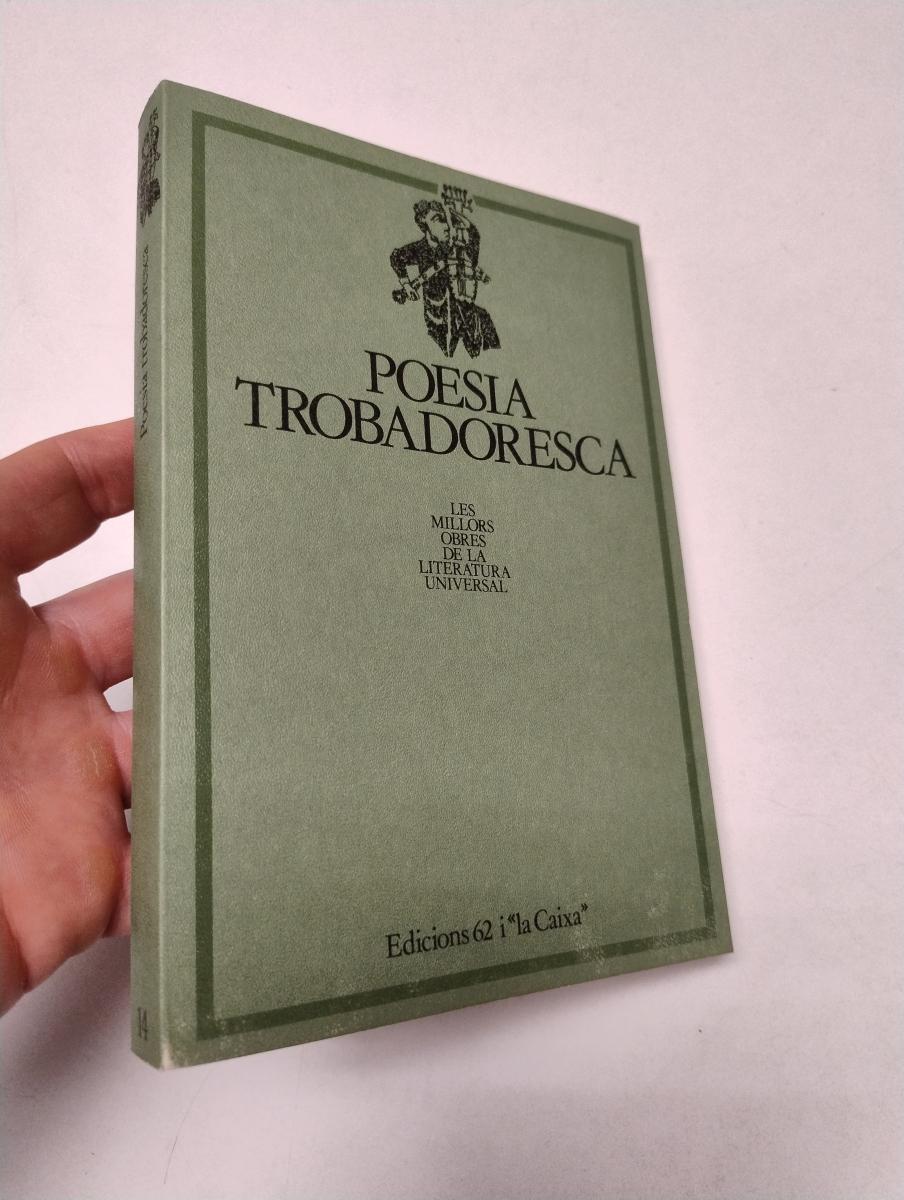 POESIA
TROBADORESCA
LES
MILLORS
OBRES
DE LA
LITERATURA
UNIVERSAL
Edicions 62 i «la Caixa»
Poesia trobadoresca
14